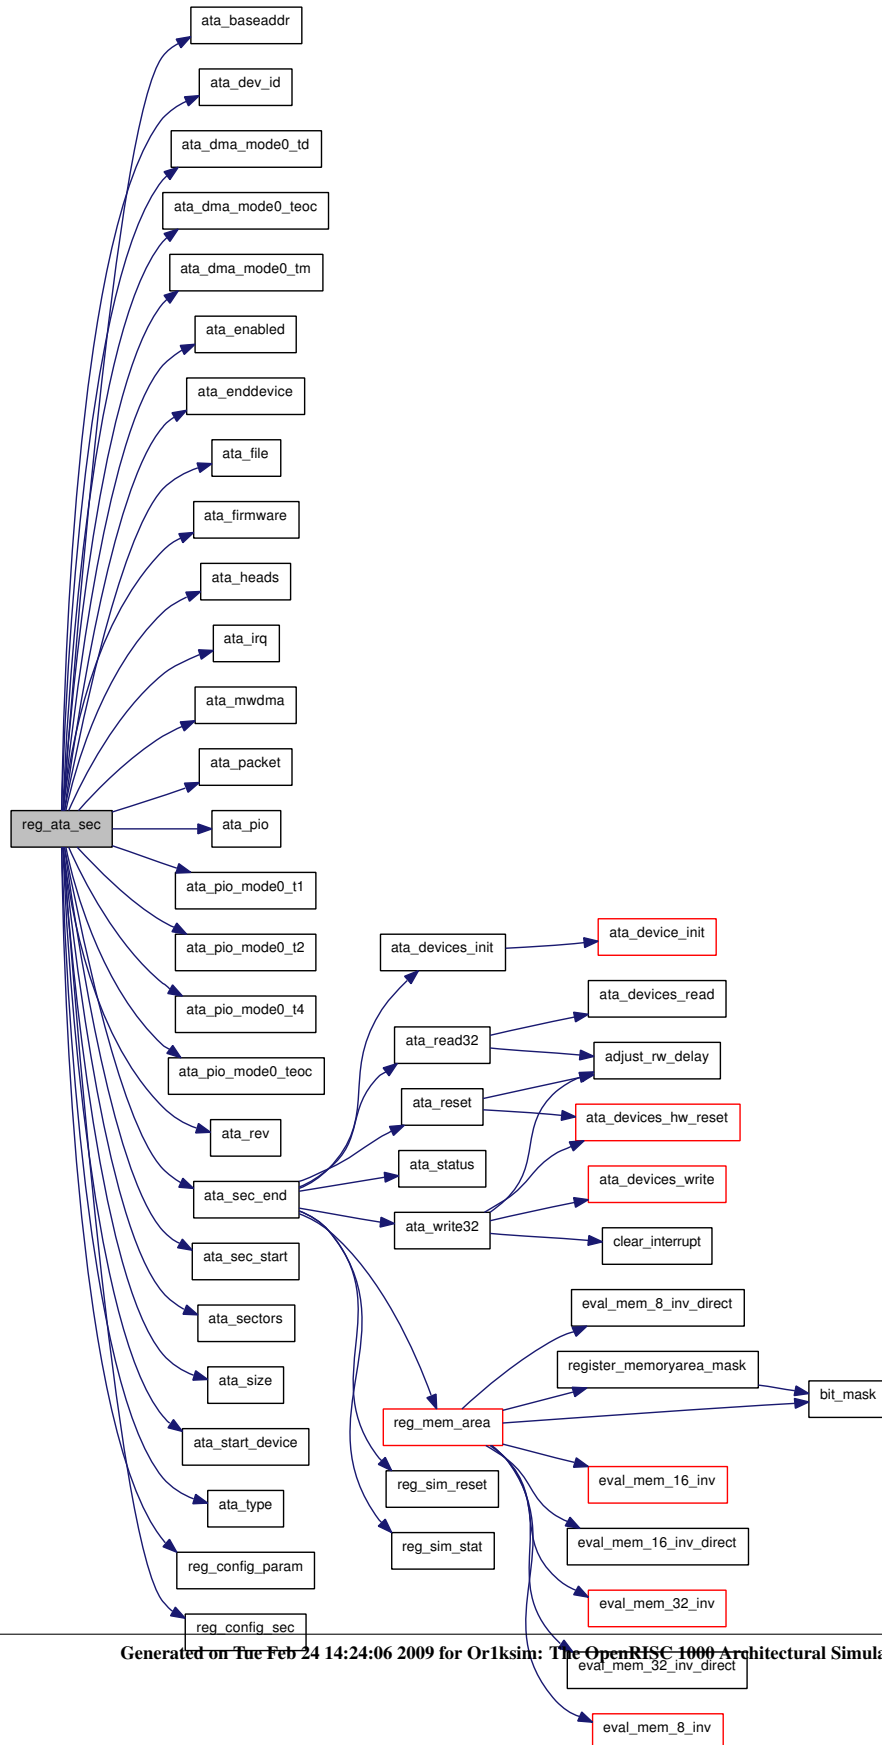 ata_baseaddr
ata_dev_id
ata_dma_mode0_td
ata_dma_mode0_teoc
ata_dma_mode0_tm
ata_enabled
ata_enddevice
ata_file
ata_firmware
ata_heads
ata_irq
ata_mwdma
ata_packet
reg_ata_sec
ata_pio
ata_pio_mode0_t1
ata_pio_mode0_t2
ata_pio_mode0_t4
ata_pio_mode0_teoc
ata_rev
ata_sec_end
ata_sec_start
ata_sectors
ata_size
ata_start_device
ata_type
reg_config_param
reg_config_sec
ata_devices_init
ata_read32
ata_reset
ata_status
ata_write32
reg_mem_area
reg_sim_reset
reg_sim_stat
ata_device_init
ata_devices_read
adjust_rw_delay
ata_devices_hw_reset
ata_devices_write
clear_interrupt
eval_mem_8_inv_direct
register_memoryarea_mask
bit_mask
eval_mem_16_inv
eval_mem_16_inv_direct
eval_mem_32_inv
eval_mem_32_inv_direct
eval_mem_8_inv
Generated on Tue Feb 24 14:24:06 2009 for Or1ksim: The OpenRISC 1000 Architectural Simula